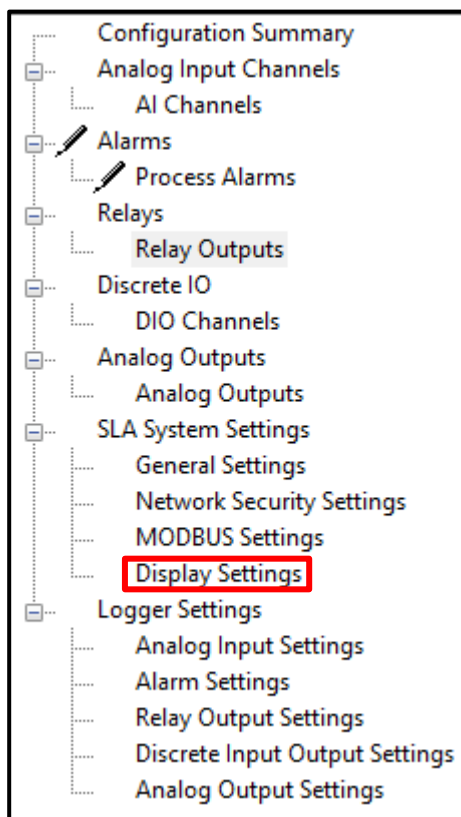 Configuration Summary
Analog Input Channels
AI Channels
Alarms
Process Alarms
Relays
Relay Outputs
Discrete IO
DIO Channels
Analog Outputs
Analog Outputs
SLA System Settings
General Settings
Network Security Settings
MODBUS Settings
Display Settings
Logger Settings
Analog Input Settings
Alarm Settings
Relay Output Settings
Discrete Input Output Settings
Analog Output Settings